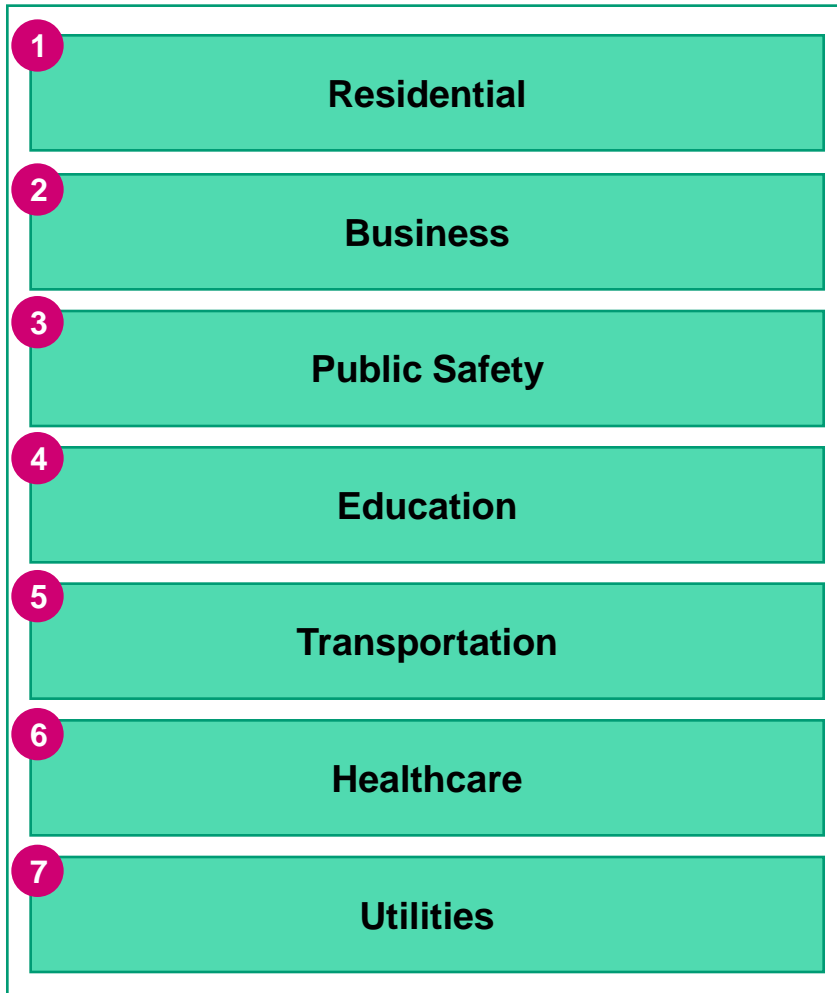 1
Residential
2
Business
3
Public Safety
4
Education
5
Transportation
6
Healthcare
7
Utilities